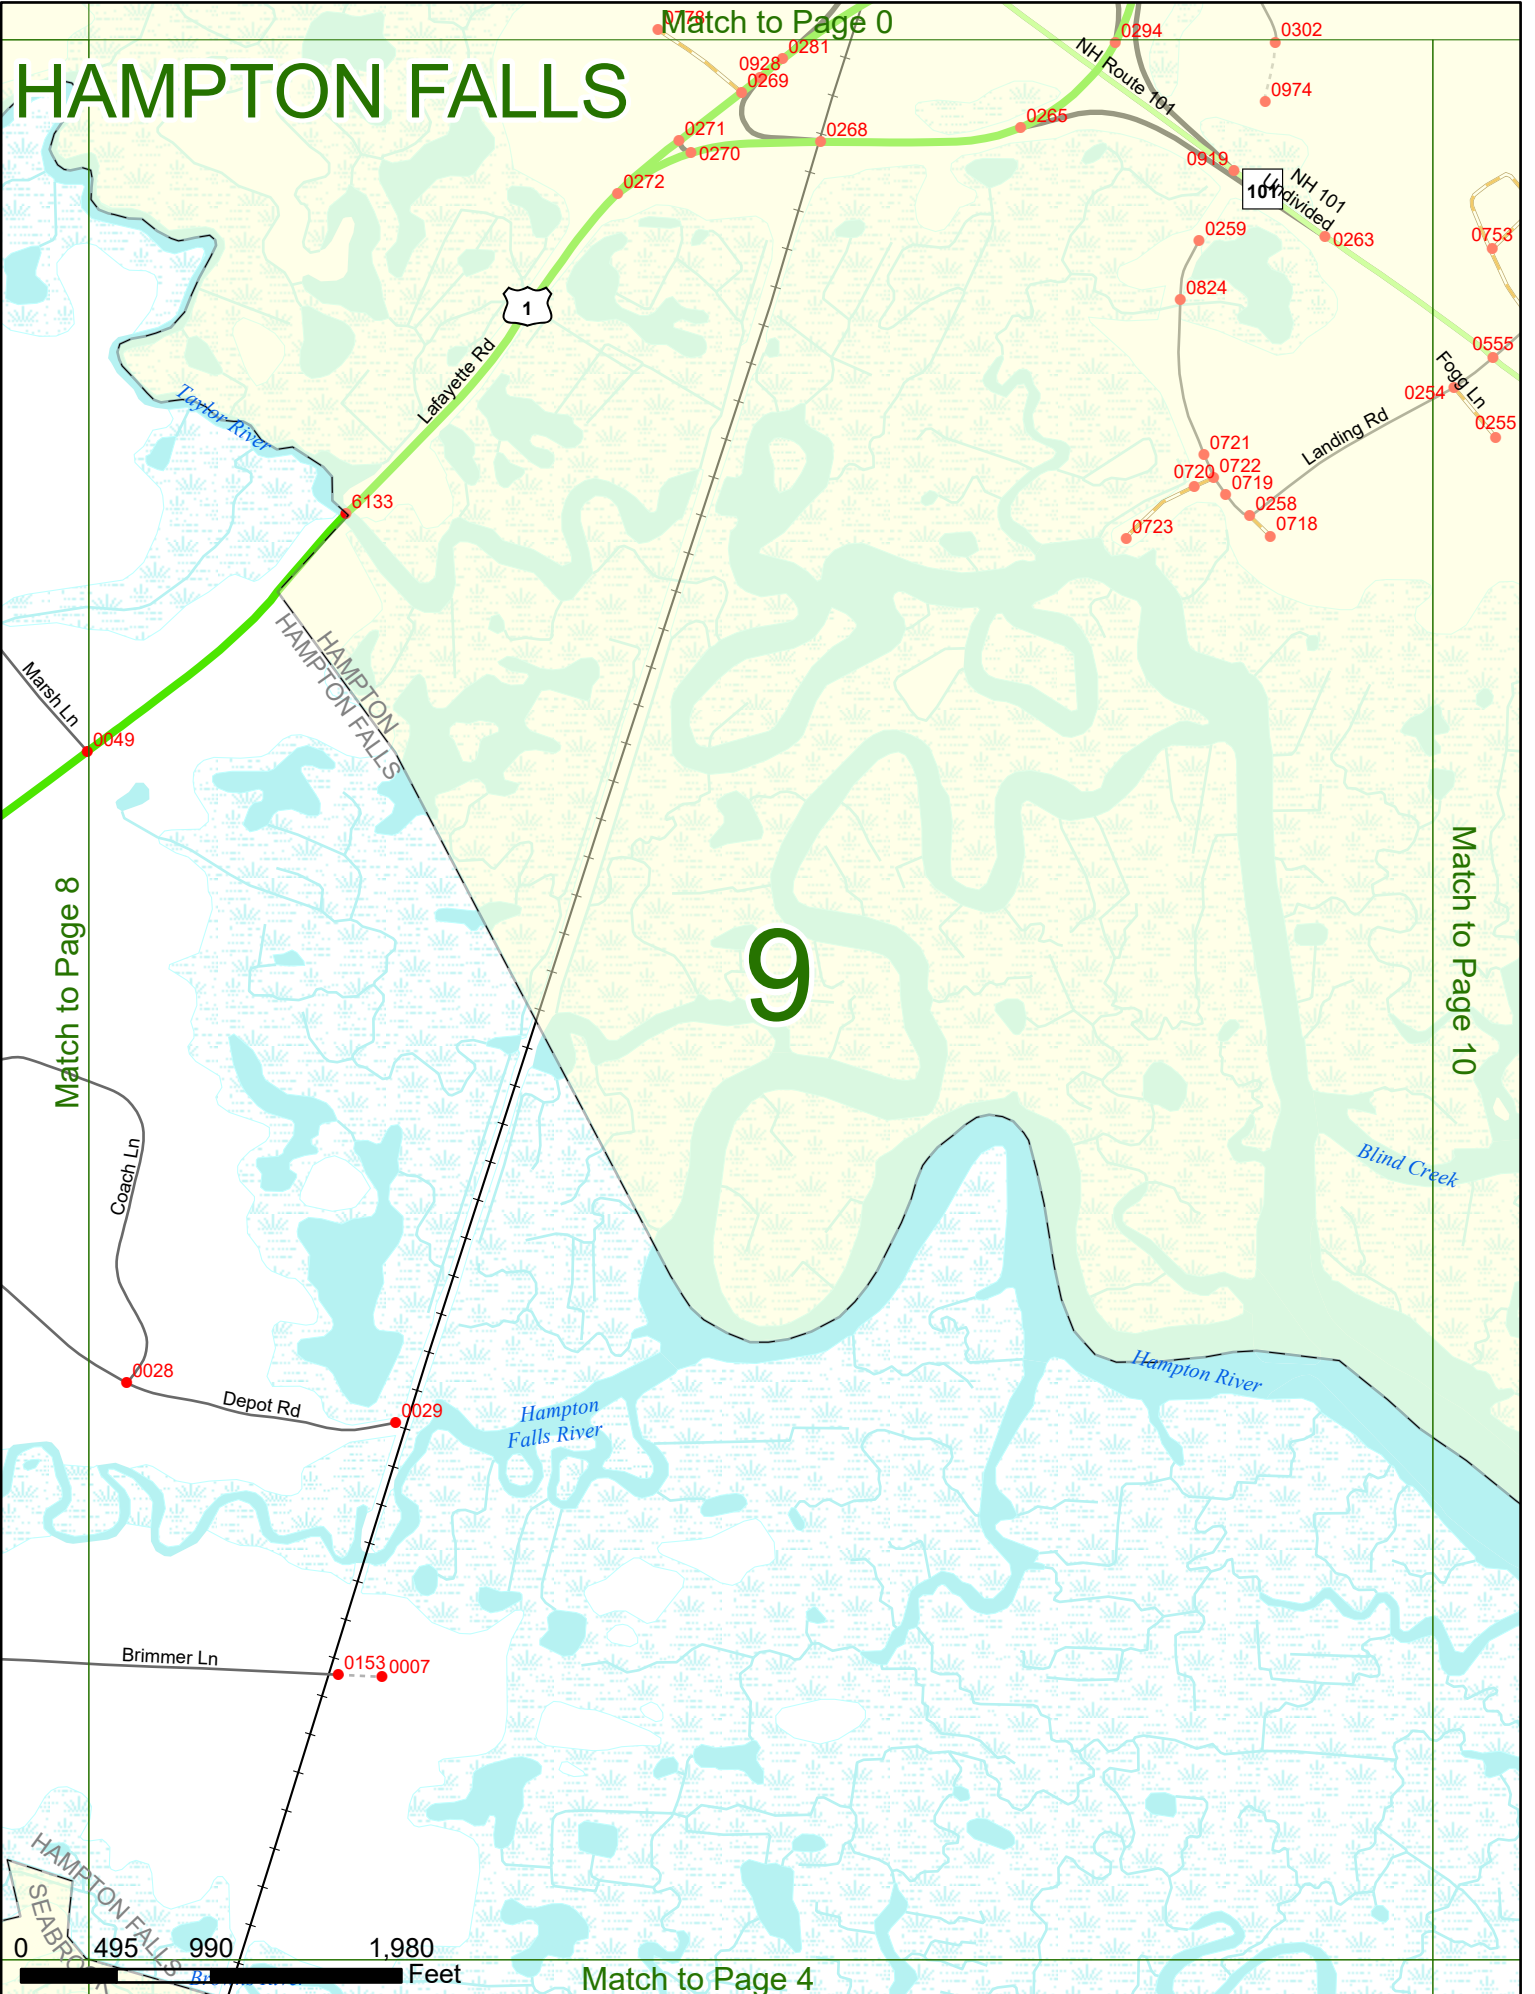 Match to Page 0
0778
0294
0302
0281
0928
0269
NH Route 101
HAMPTON FALLS
0974
0265
0271
0268
0270
0919
0272
101
NH 101
Undivided
0259
0263
0753
0824
1
Lafayette Rd
0555
Fogg Ln
0254
Taylor River
0255
Landing Rd
0721
0722
0720
0719
6133
0258
0723
0718
HAMPTON
HAMPTON FALLS
Marsh Ln
0049
Match to Page 8
Match to Page 10
9
Coach Ln
Blind Creek
Hampton River
0028
Depot Rd
0029
Hampton
Falls River
Brimmer Ln
0153
0007
HAMPTON FALLS
SEABROOK
0
495
990
1,980
Feet
Browns River
Match to Page 4